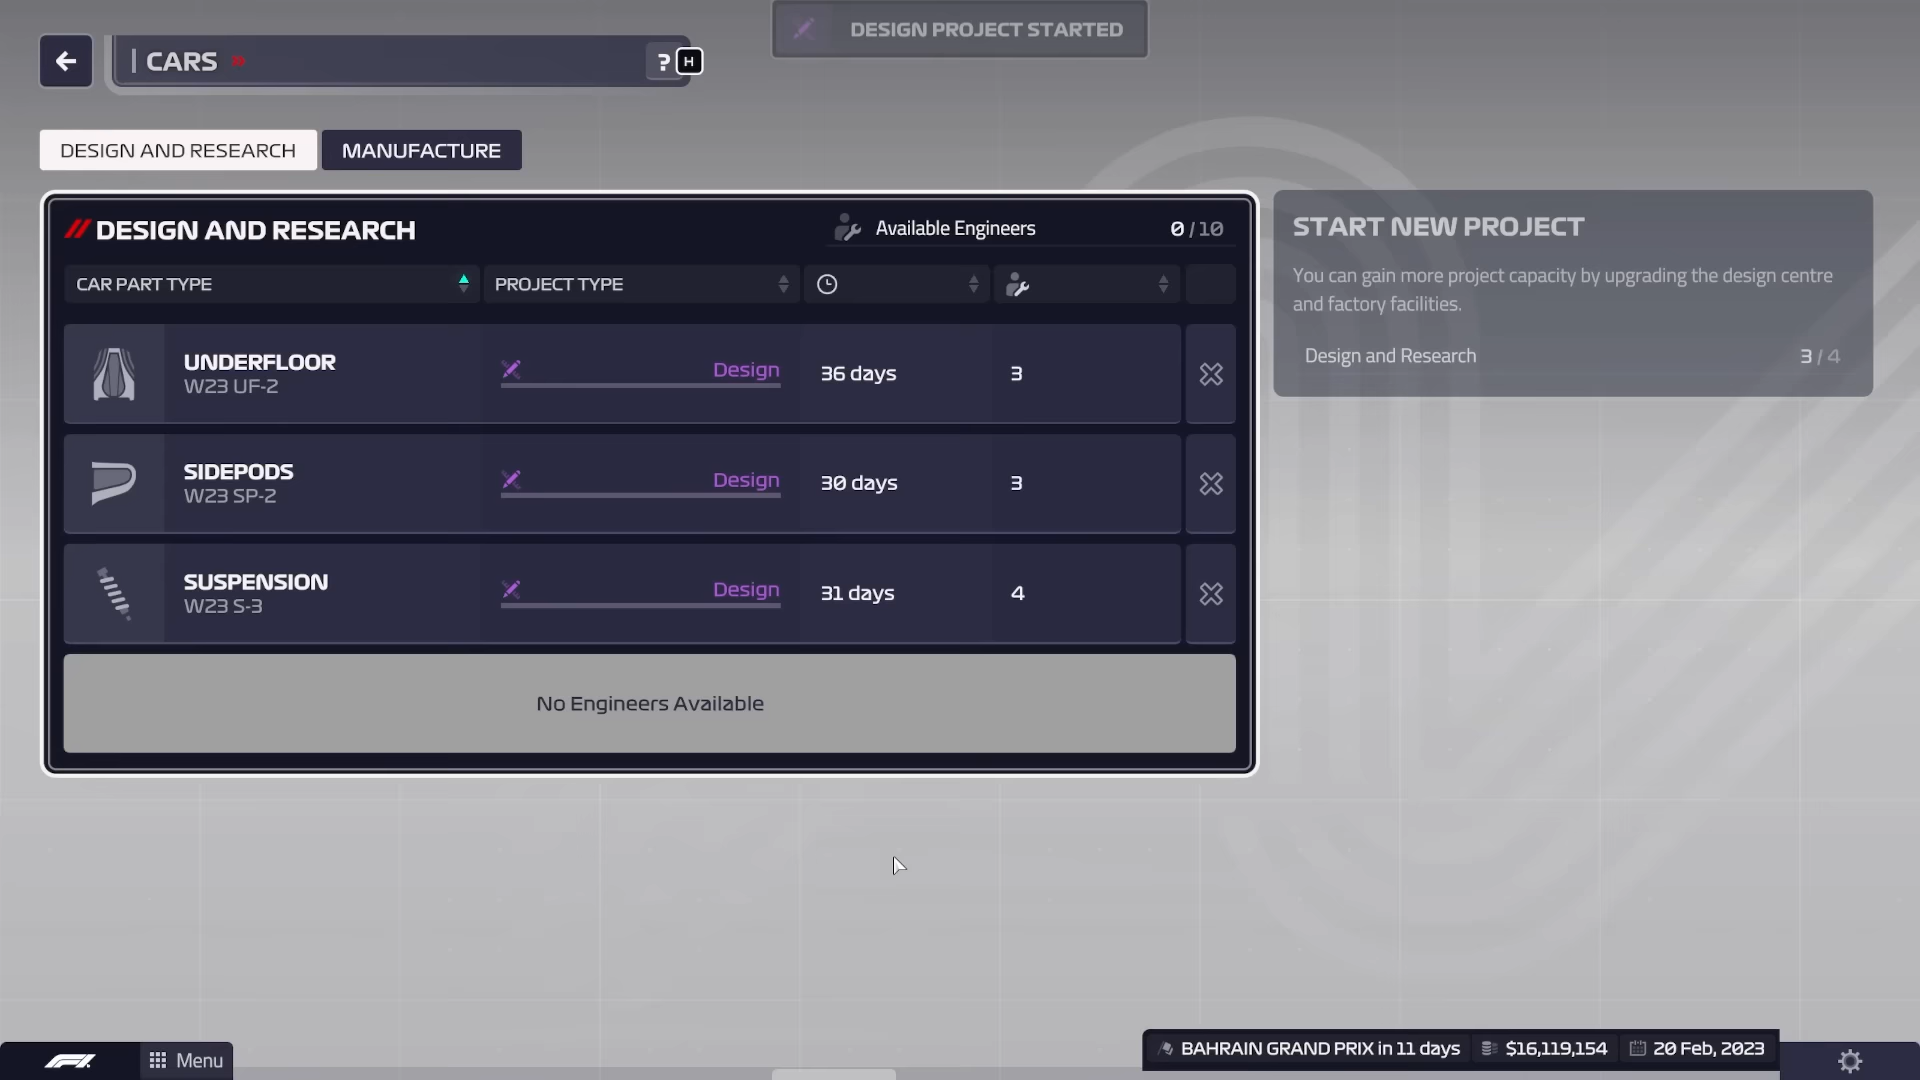 DESIGN PROJECT STARTED
CARS
? H
DESIGN AND RESEARCH
MANUFACTURE
DESIGN AND RESEARCH
Available Engineers 0 / 10
CAR PART TYPE
PROJECT TYPE
UNDERFLOOR
W23 UF-2
Design
36 days
3
SIDEPODS
W23 SP-2
Design
30 days
3
SUSPENSION
W23 S-3
Design
31 days
4
No Engineers Available
START NEW PROJECT
You can gain more project capacity by upgrading the design centre
and factory facilities.
Design and Research 3 / 4
Menu
BAHRAIN GRAND PRIX in 11 days
$16,119,154
20 Feb, 2023